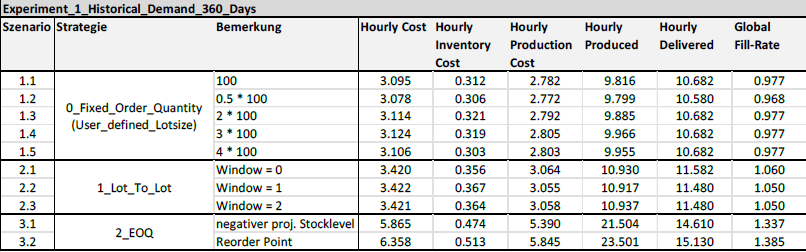 Experiment_1_Historical_Demand_360_Days
Szenario Strategie Bemerkung Hourly Cost Hourly Inventory Cost Hourly Production Cost Hourly Produced Hourly Delivered Global Fill-Rate
1.1 0_Fixed_Order_Quantity (User_defined_Lotsize) 100 3.095 0.312 2.782 9.816 10.682 0.977
1.2 0.5 * 100 3.078 0.306 2.772 9.799 10.580 0.968
1.3 2 * 100 3.114 0.321 2.792 9.885 10.682 0.977
1.4 3 * 100 3.124 0.319 2.805 9.966 10.682 0.977
1.5 4 * 100 3.106 0.303 2.803 9.955 10.682 0.977
2.1 1_Lot_To_Lot Window = 0 3.420 0.356 3.064 10.930 11.582 1.060
2.2 Window = 1 3.422 0.367 3.055 10.917 11.480 1.050
2.3 Window = 2 3.421 0.364 3.058 10.937 11.480 1.050
3.1 2_EOQ negativer proj. Stocklevel 5.865 0.474 5.390 21.504 14.610 1.337
3.2 Reorder Point 6.358 0.513 5.845 23.501 15.130 1.385